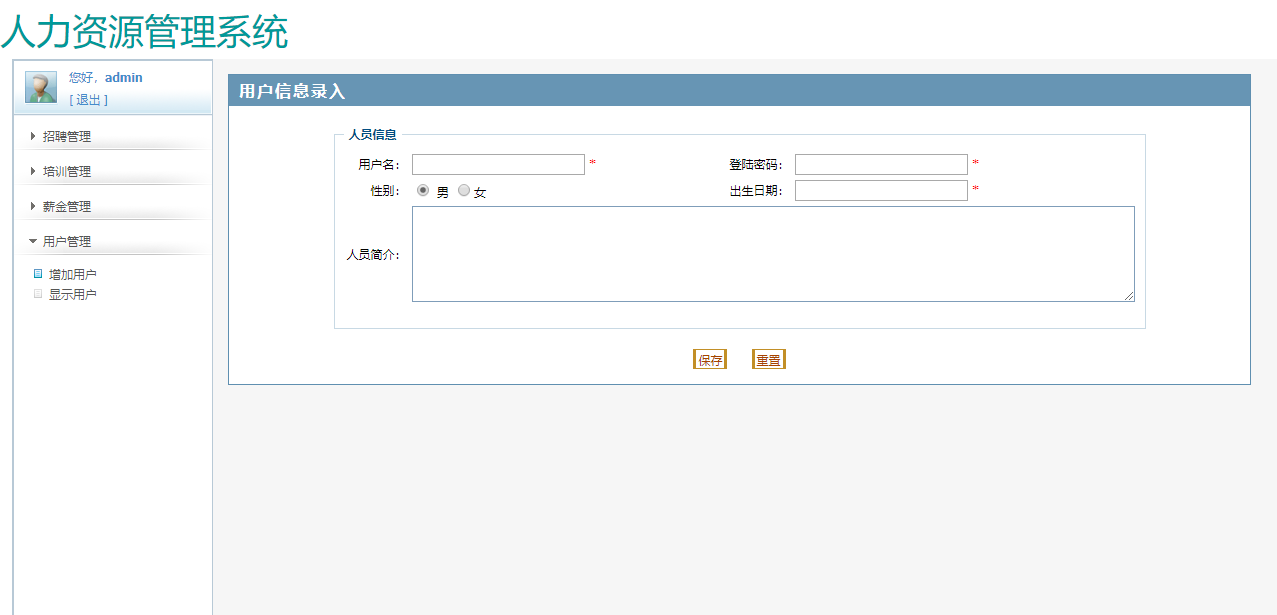 人力资源管理系统
您好，admin
[ 退出 ]
招聘管理
培训管理
薪金管理
用户管理
增加用户
显示用户
用户信息录入
人员信息
用户名： * 登陆密码： *
性别： 男 女 出生日期： *
人员简介：
保存 重置